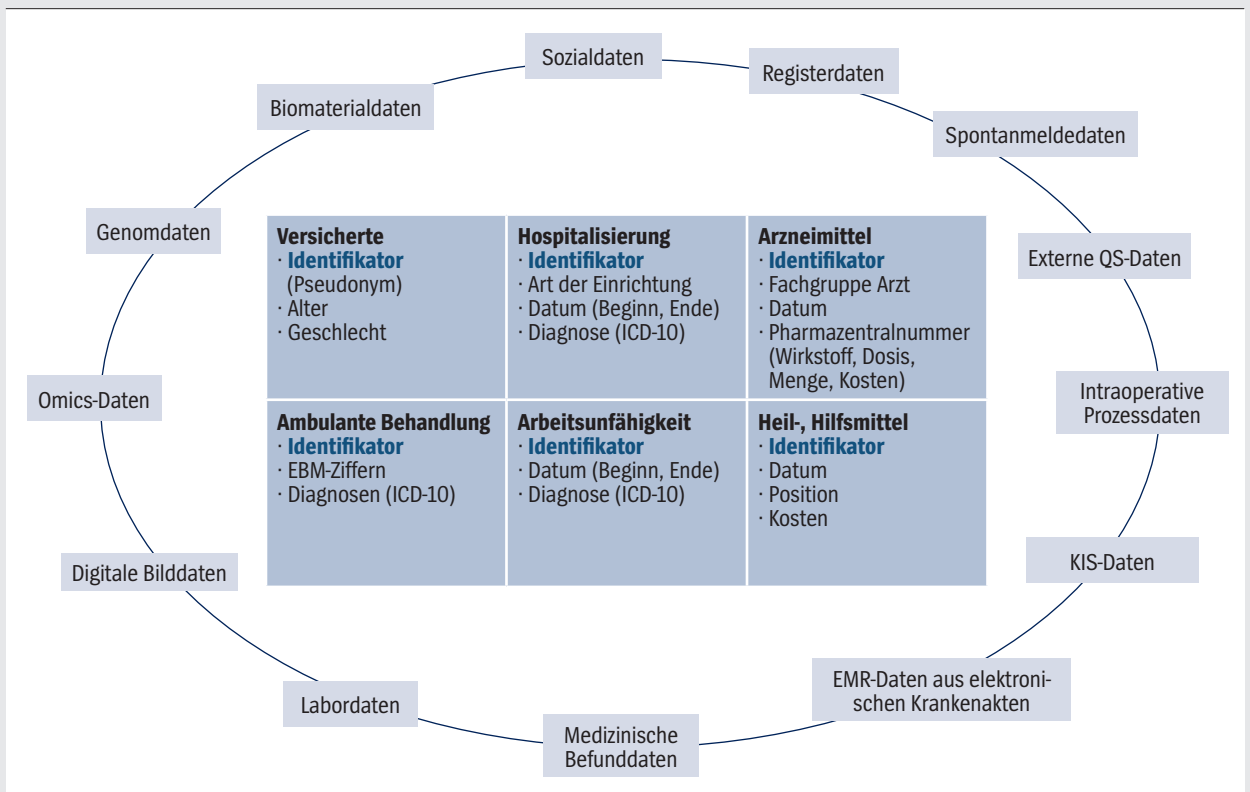 Sozialdaten
Registerdaten
Spontanmeldedaten
Externe QS-Daten
Intraoperative
Prozessdaten
KIS-Daten
EMR-Daten aus elektroni-
schen Krankenakten
Medizinische
Befunddaten
Labordaten
Digitale Bilddaten
Omics-Daten
Genomdaten
Biomaterialdaten
Versicherte
· Identifikator
(Pseudonym)
· Alter
· Geschlecht
Hospitalisierung
· Identifikator
· Art der Einrichtung
· Datum (Beginn, Ende)
· Diagnose (ICD-10)
Arzneimittel
· Identifikator
· Fachgruppe Arzt
· Datum
· Pharmazentralnummer
(Wirkstoff, Dosis,
Menge, Kosten)
Ambulante Behandlung
· Identifikator
· EBM-Ziffern
· Diagnosen (ICD-10)
Arbeitsunfähigkeit
· Identifikator
· Datum (Beginn, Ende)
· Diagnose (ICD-10)
Heil-, Hilfsmittel
· Identifikator
· Datum
· Position
· Kosten